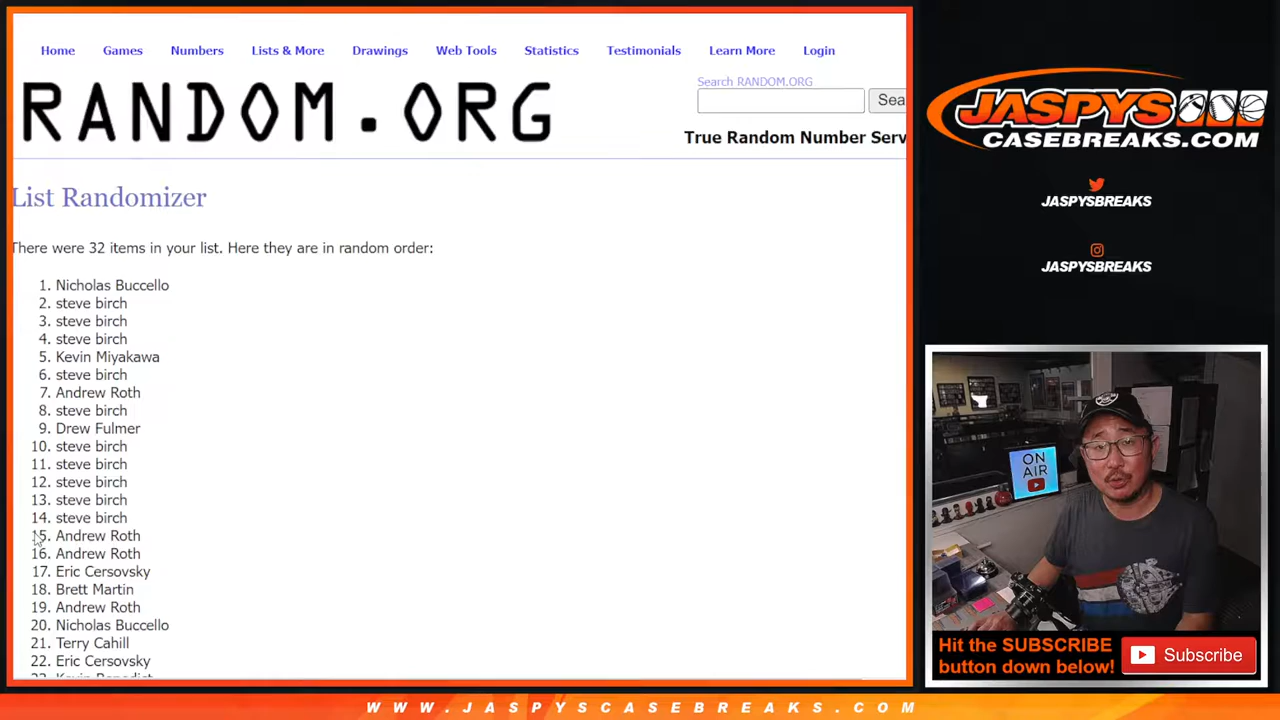 Home Games Numbers Lists & More Drawings Web Tools Statistics Testimonials Learn More Login
Search RANDOM.ORG
RANDOM.ORG
Sea
True Random Number Serv
List Randomizer
There were 32 items in your list. Here they are in random order:
1. Nicholas Buccello
2. steve birch
3. steve birch
4. steve birch
5. Kevin Miyakawa
6. steve birch
7. Andrew Roth
8. steve birch
9. Drew Fulmer
10. steve birch
11. steve birch
12. steve birch
13. steve birch
14. steve birch
15. Andrew Roth
16. Andrew Roth
17. Eric Cersovsky
18. Brett Martin
19. Andrew Roth
20. Nicholas Buccello
21. Terry Cahill
22. Eric Cersovsky
23. Kevin Benedict
JASPYS
CASEBREAKS.COM
JASPYSBREAKS
JASPYSBREAKS
ON
AIR
Hit the SUBSCRIBE
button down below!
Subscribe
WWW.JASPYSCASEBREAKS.COM